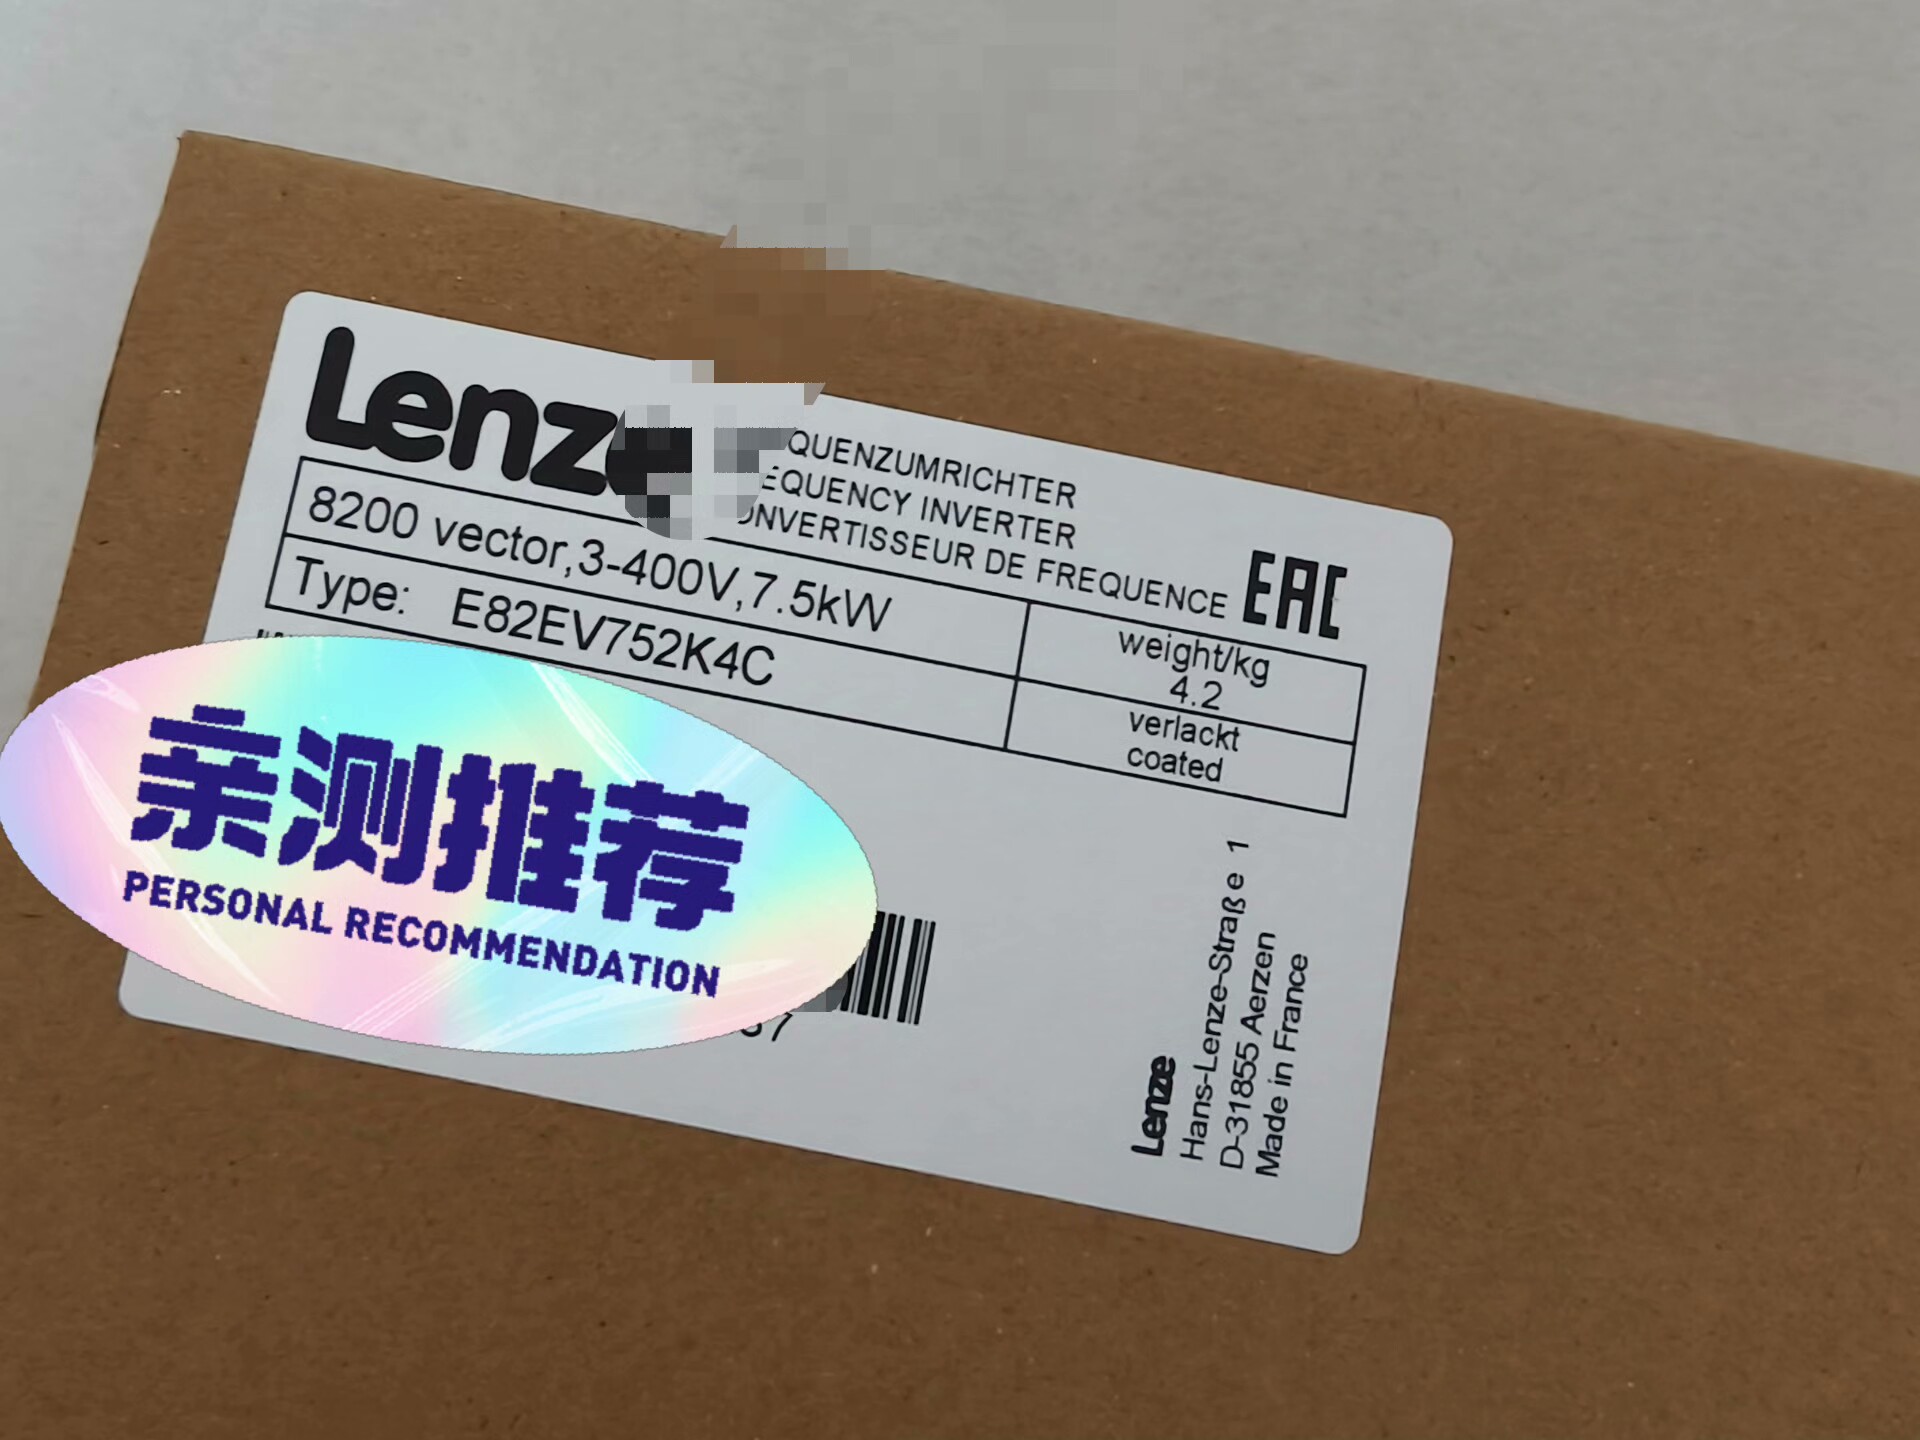 Lenze
QUENZUMRICHTER
EQUENCY INVERTER
ONVERTISSEUR DE FREQUENCE
EAC
8200 vector,3-400V,7.5kW
Type: E82EV752K4C
weight/kg
4.2
verlackt
coated
亲测推荐
PERSONAL RECOMMENDATION
Lenze
Hans-Lenze-Straße 1
D-31855 Aerzen
Made in France